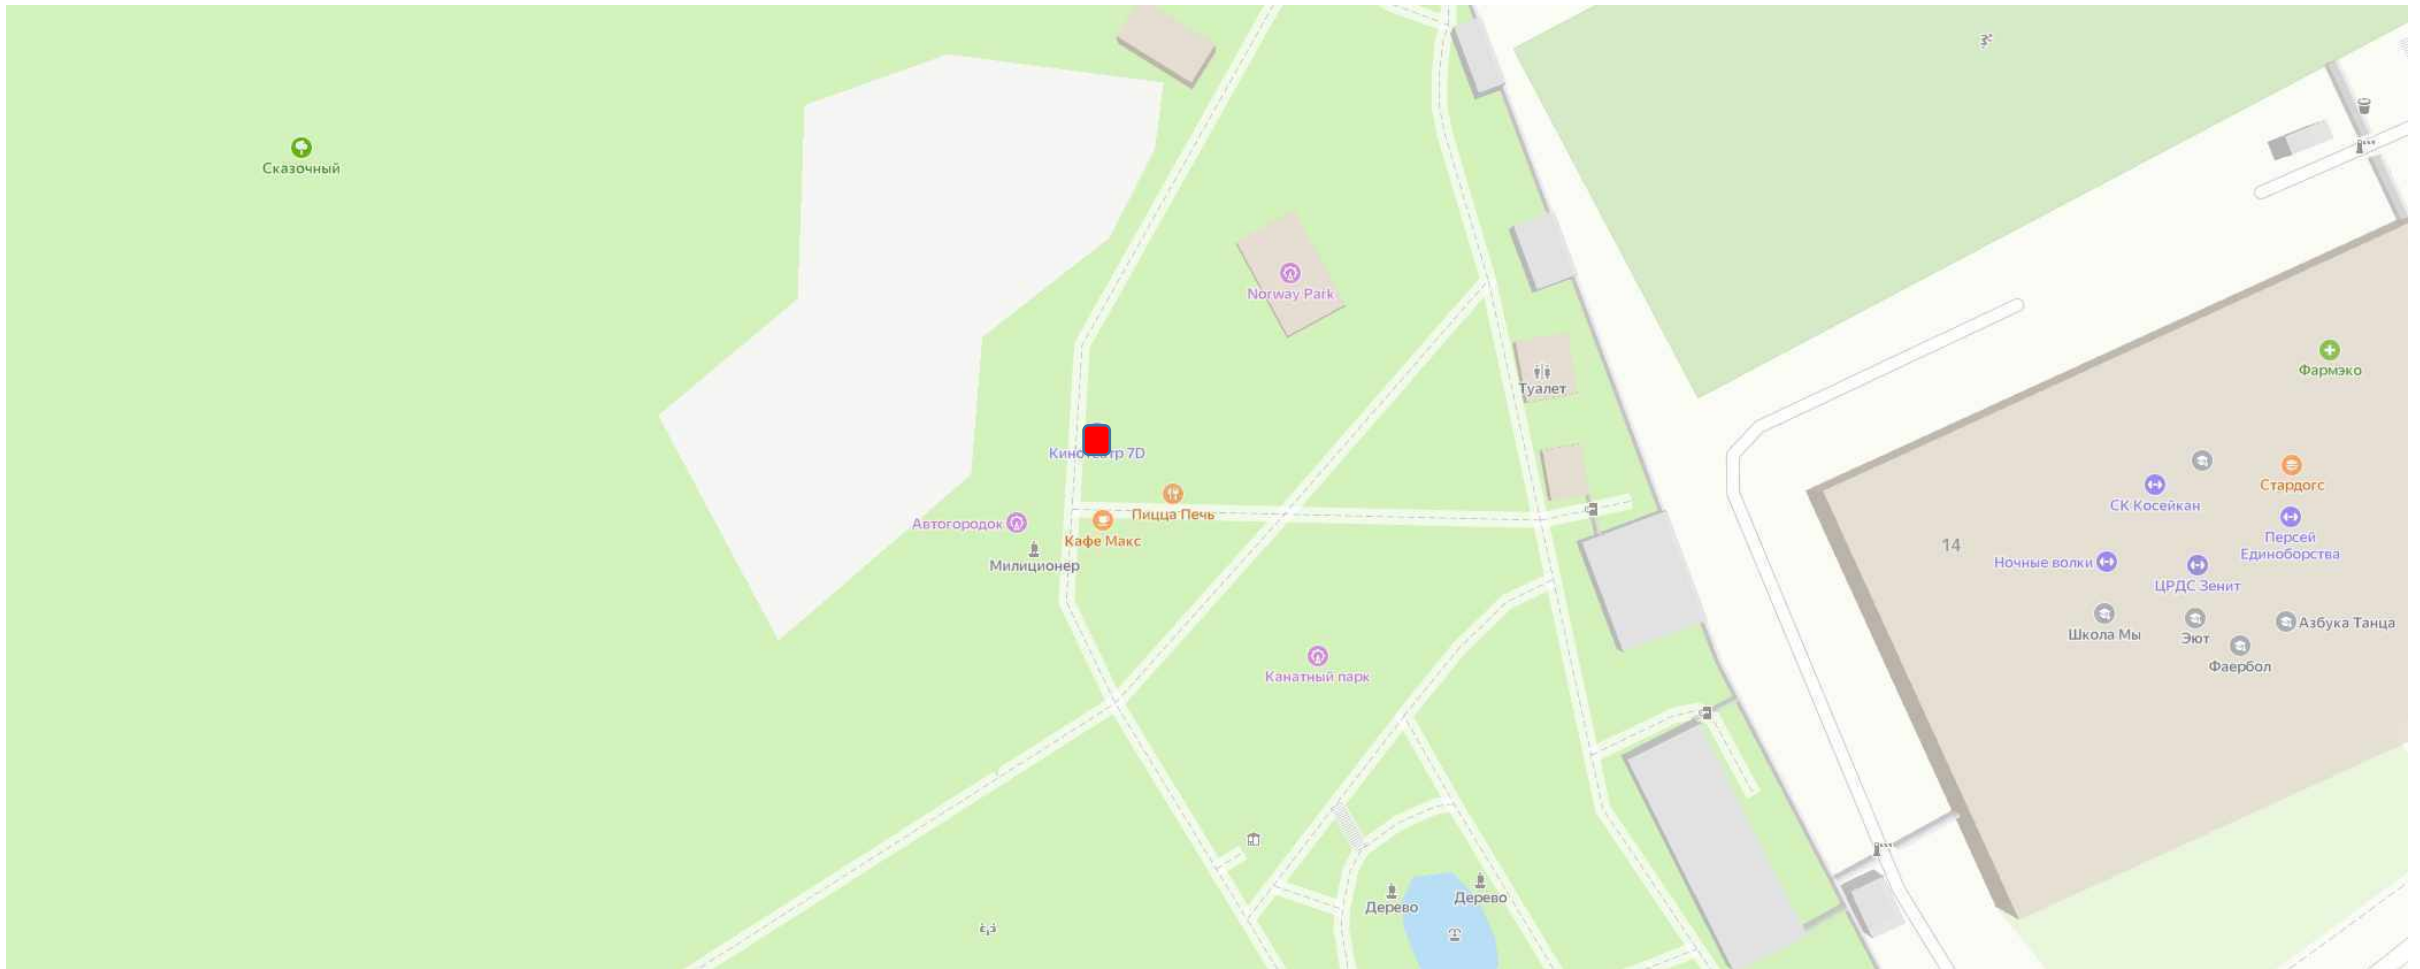 Сказочный
Norway Park
Фармэко
Туалет
Кинотеатр 7D
Стардогс
СК Косейкан
Пицца Печь
Автогородок
Кафе Макс
Персей
Единоборства
14
Милиционер
Ночные волки
ЦРДС Зенит
Азбука Танца
Школа Мы
Эют
Фаербол
Канатный парк
Дерево
Дерево